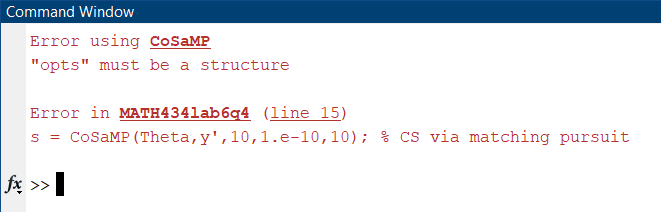 Command Window
Error using CoSaMP
"opts" must be a structure
Error in MATH434lab6q4 (line 15)
s = CoSaMP(Theta,y',10,1.e-10,10); % CS via matching pursuit
fx >>